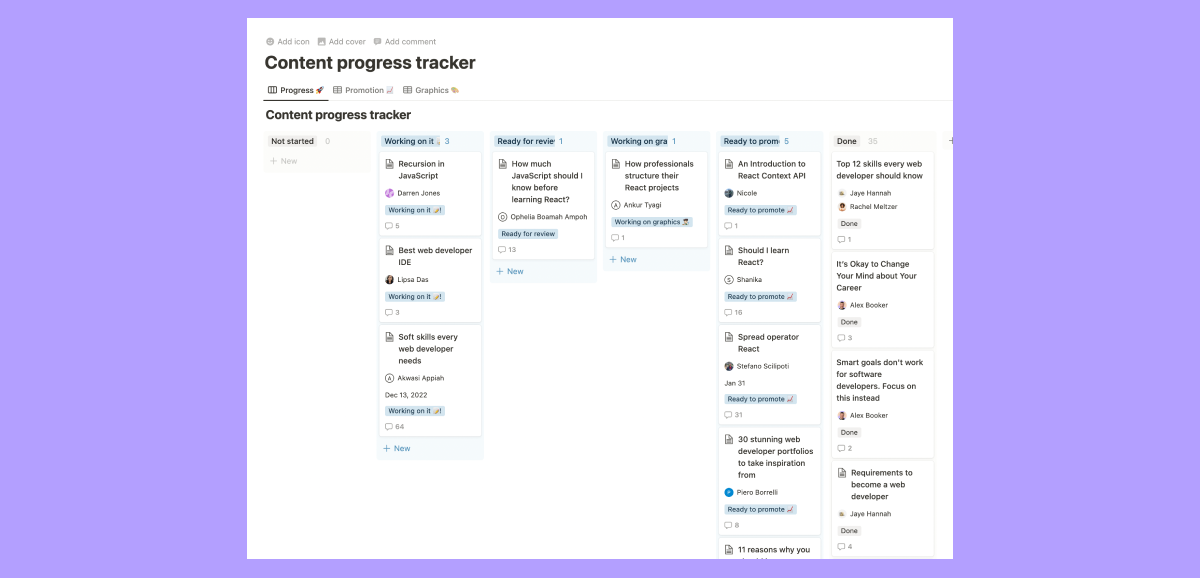 Add icon Add cover Add comment
Content progress tracker
Progress 🚀 Promotion 📈 Graphics 🎨
Content progress tracker
Not started 0
+ New
Working on it 3
Recursion in
JavaScript
Darren Jones
Working on it ✍🏼!
5
Best web developer
IDE
Lipsa Das
Working on it ✍🏼!
3
Soft skills every
web developer
needs
A Akwasi Appiah
Dec 13, 2022
Working on it ✍🏼!
64
+ New
Ready for revie 1
How much
JavaScript should I
know before
learning React?
O Ophelia Boamah Ampoh
Ready for review
13
+ New
Working on gra 1
How professionals
structure their
React projects
A Ankur Tyagi
Working on graphics 👨🏻‍🎨
1
+ New
Ready to prom 5
An Introduction to
React Context API
Nicole
Ready to promote 📈
1
Should I learn
React?
S Shanika
Ready to promote 📈
16
Spread operator
React
Stefano Scilipoti
Jan 31
Ready to promote 📈
31
30 stunning web
developer portfolios
to take inspiration
from
Piero Borrelli
Ready to promote 📈
8
11 reasons why you
Done 35
Top 12 skills every web
developer should know
Jaye Hannah
Rachel Meltzer
Done
1
It's Okay to Change
Your Mind about Your
Career
Alex Booker
Done
3
Smart goals don't work
for software
developers. Focus on
this instead
Alex Booker
Done
2
Requirements to
become a web
developer
Jaye Hannah
Done
4
+